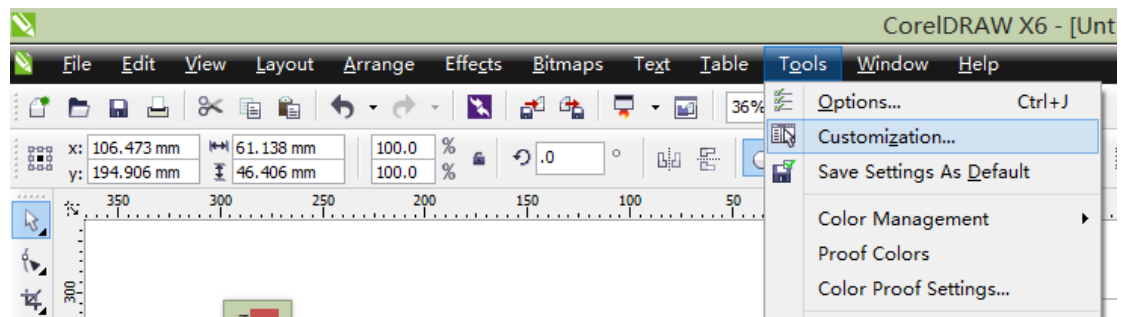 CorelDRAW X6 - [Unt
File Edit View Layout Arrange Effects Bitmaps Text Table Tools Window Help
36%
Options... Ctrl+J
Customization...
Save Settings As Default
Color Management
Proof Colors
Color Proof Settings...
x: 106.473 mm 61.138 mm 100.0 % .0 °
y: 194.906 mm 46.406 mm 100.0 %
350 300 250 200 150 100 50
300